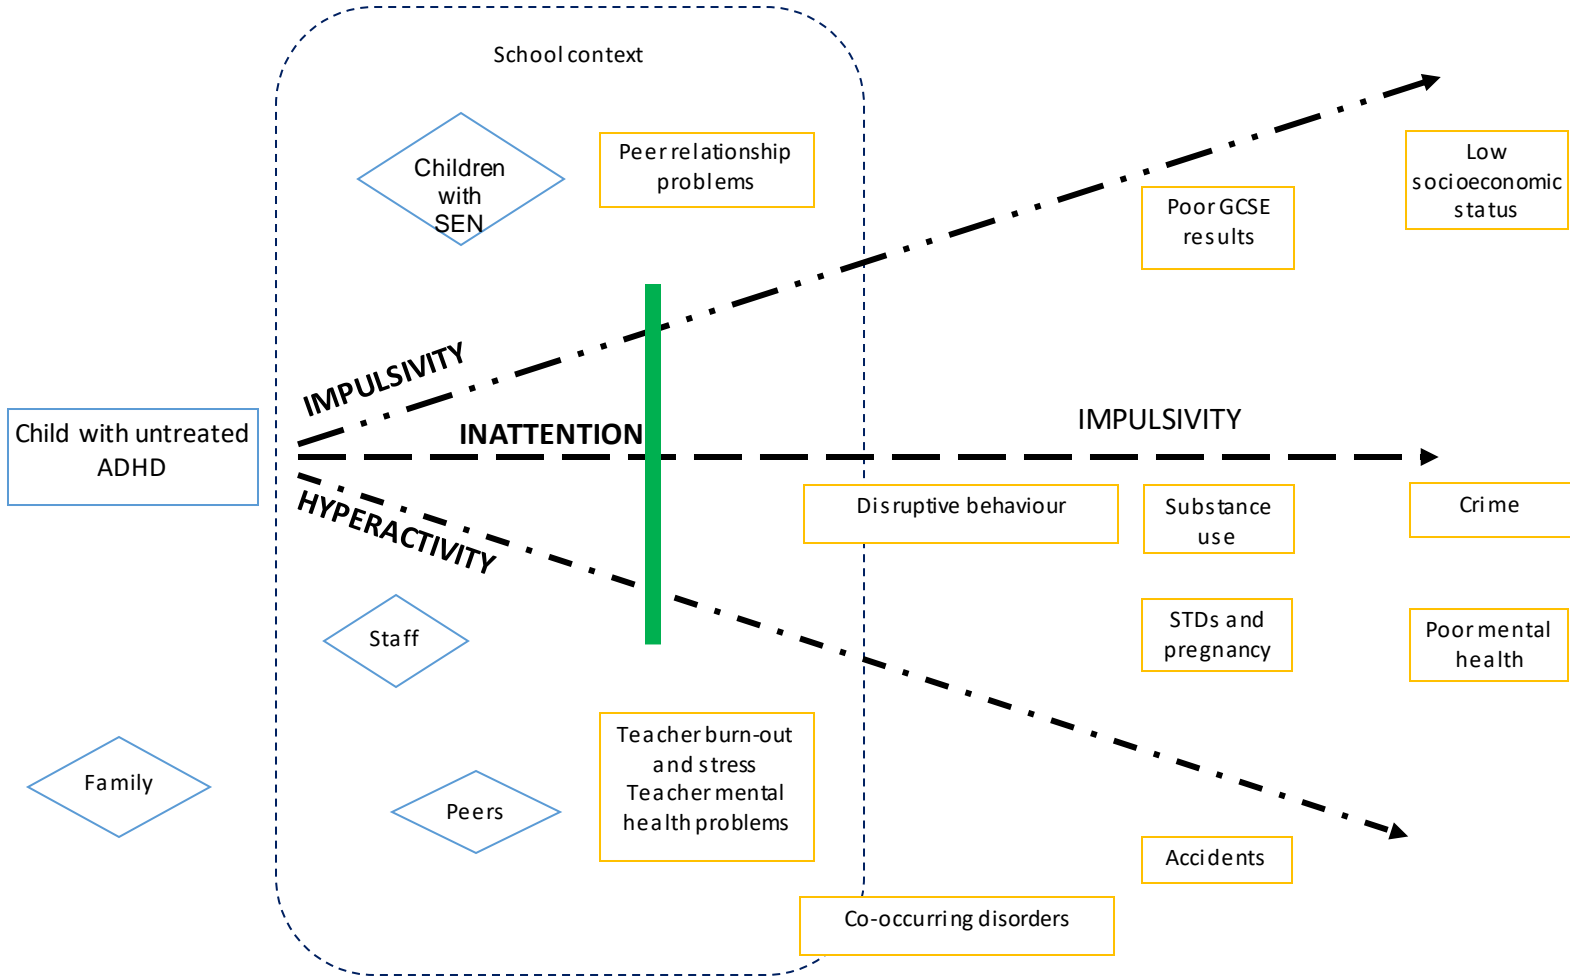 School context
Children
with
SEN
Peer relationship
problems
Low
socioeconomic
status
Poor GCSE
results
IMPULSIVITY
Child with untreated
ADHD
INATTENTION
IMPULSIVITY
HYPERACTIVITY
Disruptive behaviour
Substance
use
Crime
Staff
STDs and
pregnancy
Poor mental
health
Teacher burn-out
and stress
Teacher mental
health problems
Family
Peers
Accidents
Co-occurring disorders